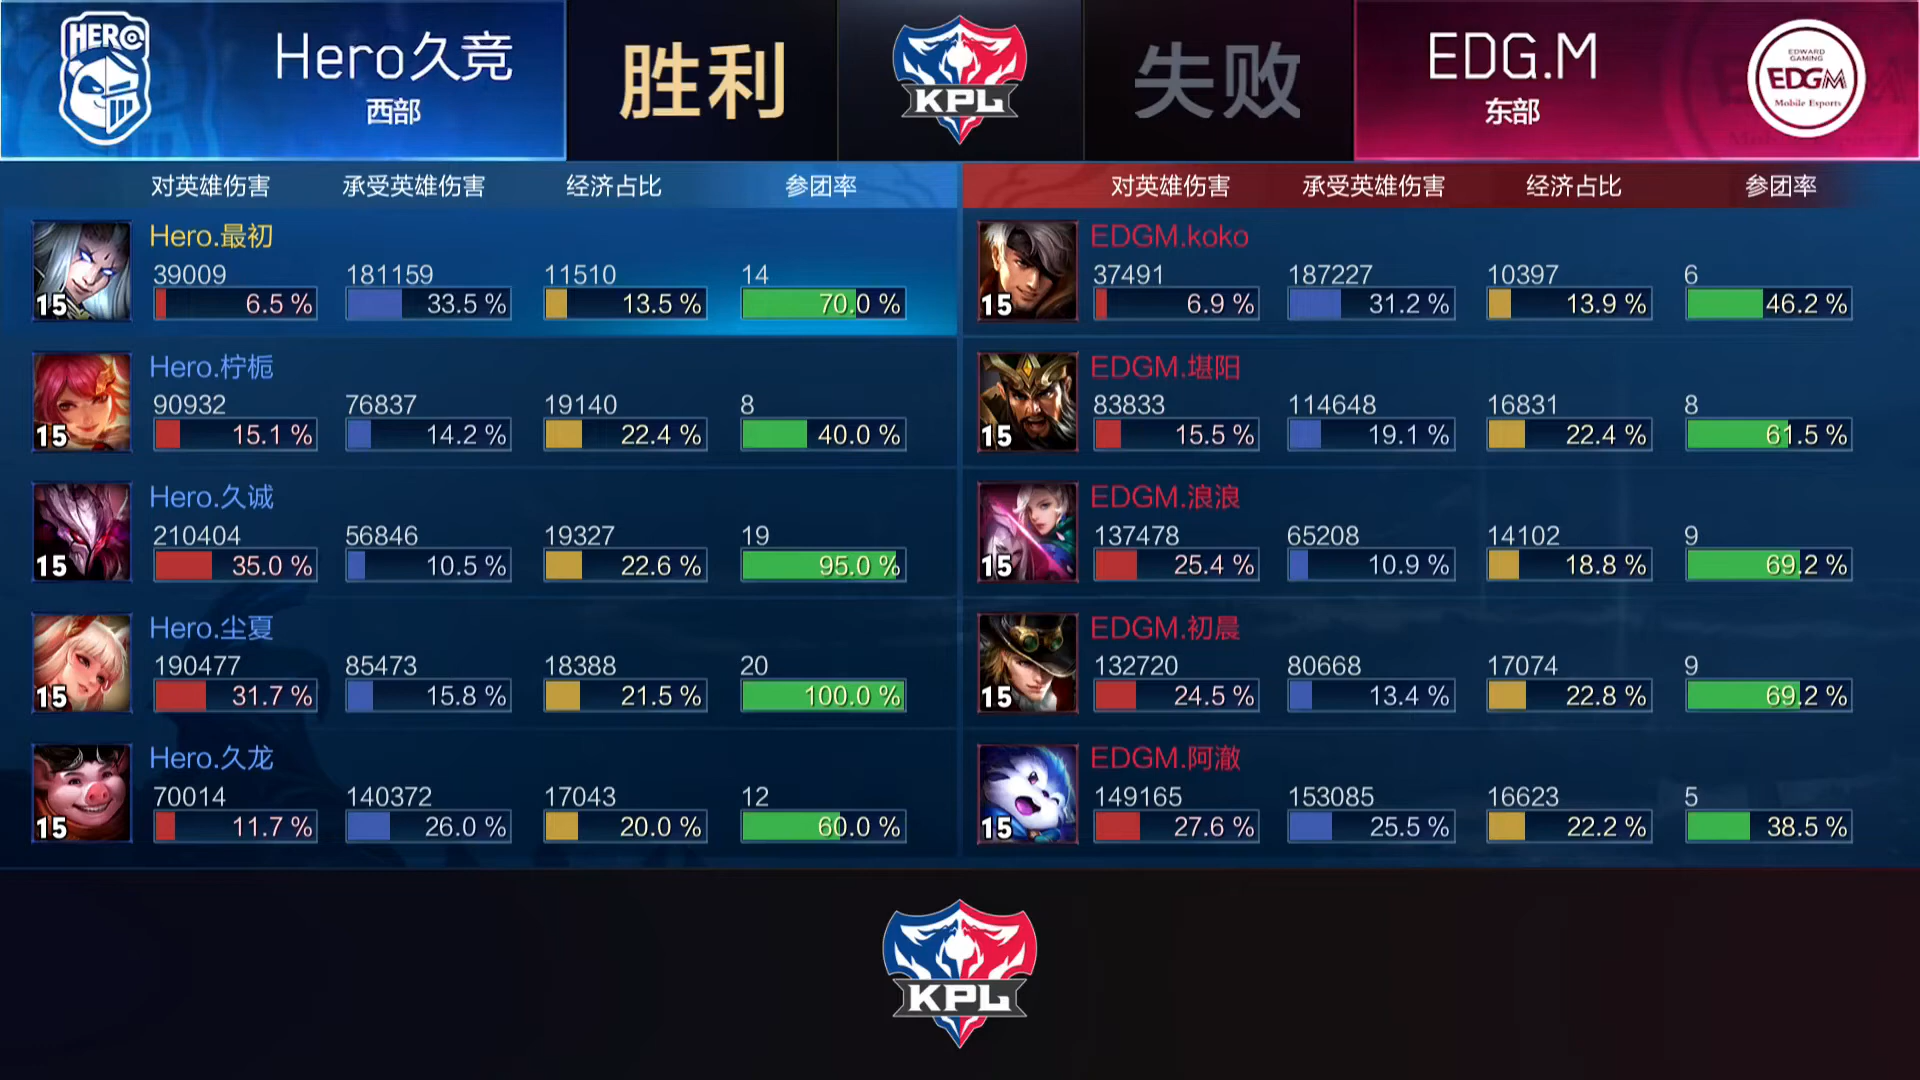 HERO
Hero久竞
西部
胜利
KPL
失败
EDG.M
东部
EDWARD
GAMING
EDGM
Mobile Esports
对英雄伤害 承受英雄伤害 经济占比 参团率
对英雄伤害 承受英雄伤害 经济占比 参团率
Hero.最初
39009 181159 11510 14
15 6.5 % 33.5 % 13.5 % 70.0 %
EDGM.koko
37491 187227 10397 6
15 6.9 % 31.2 % 13.9 % 46.2 %
Hero.柠栀
90932 76837 19140 8
15 15.1 % 14.2 % 22.4 % 40.0 %
EDGM.堪阳
83833 114648 16831 8
15 15.5 % 19.1 % 22.4 % 61.5 %
Hero.久诚
210404 56846 19327 19
15 35.0 % 10.5 % 22.6 % 95.0 %
EDGM.浪浪
137478 65208 14102 9
15 25.4 % 10.9 % 18.8 % 69.2 %
Hero.尘夏
190477 85473 18388 20
15 31.7 % 15.8 % 21.5 % 100.0 %
EDGM.初晨
132720 80668 17074 9
15 24.5 % 13.4 % 22.8 % 69.2 %
Hero.久龙
70014 140372 17043 12
15 11.7 % 26.0 % 20.0 % 60.0 %
EDGM.阿澈
149165 153085 16623 5
15 27.6 % 25.5 % 22.2 % 38.5 %
KPL